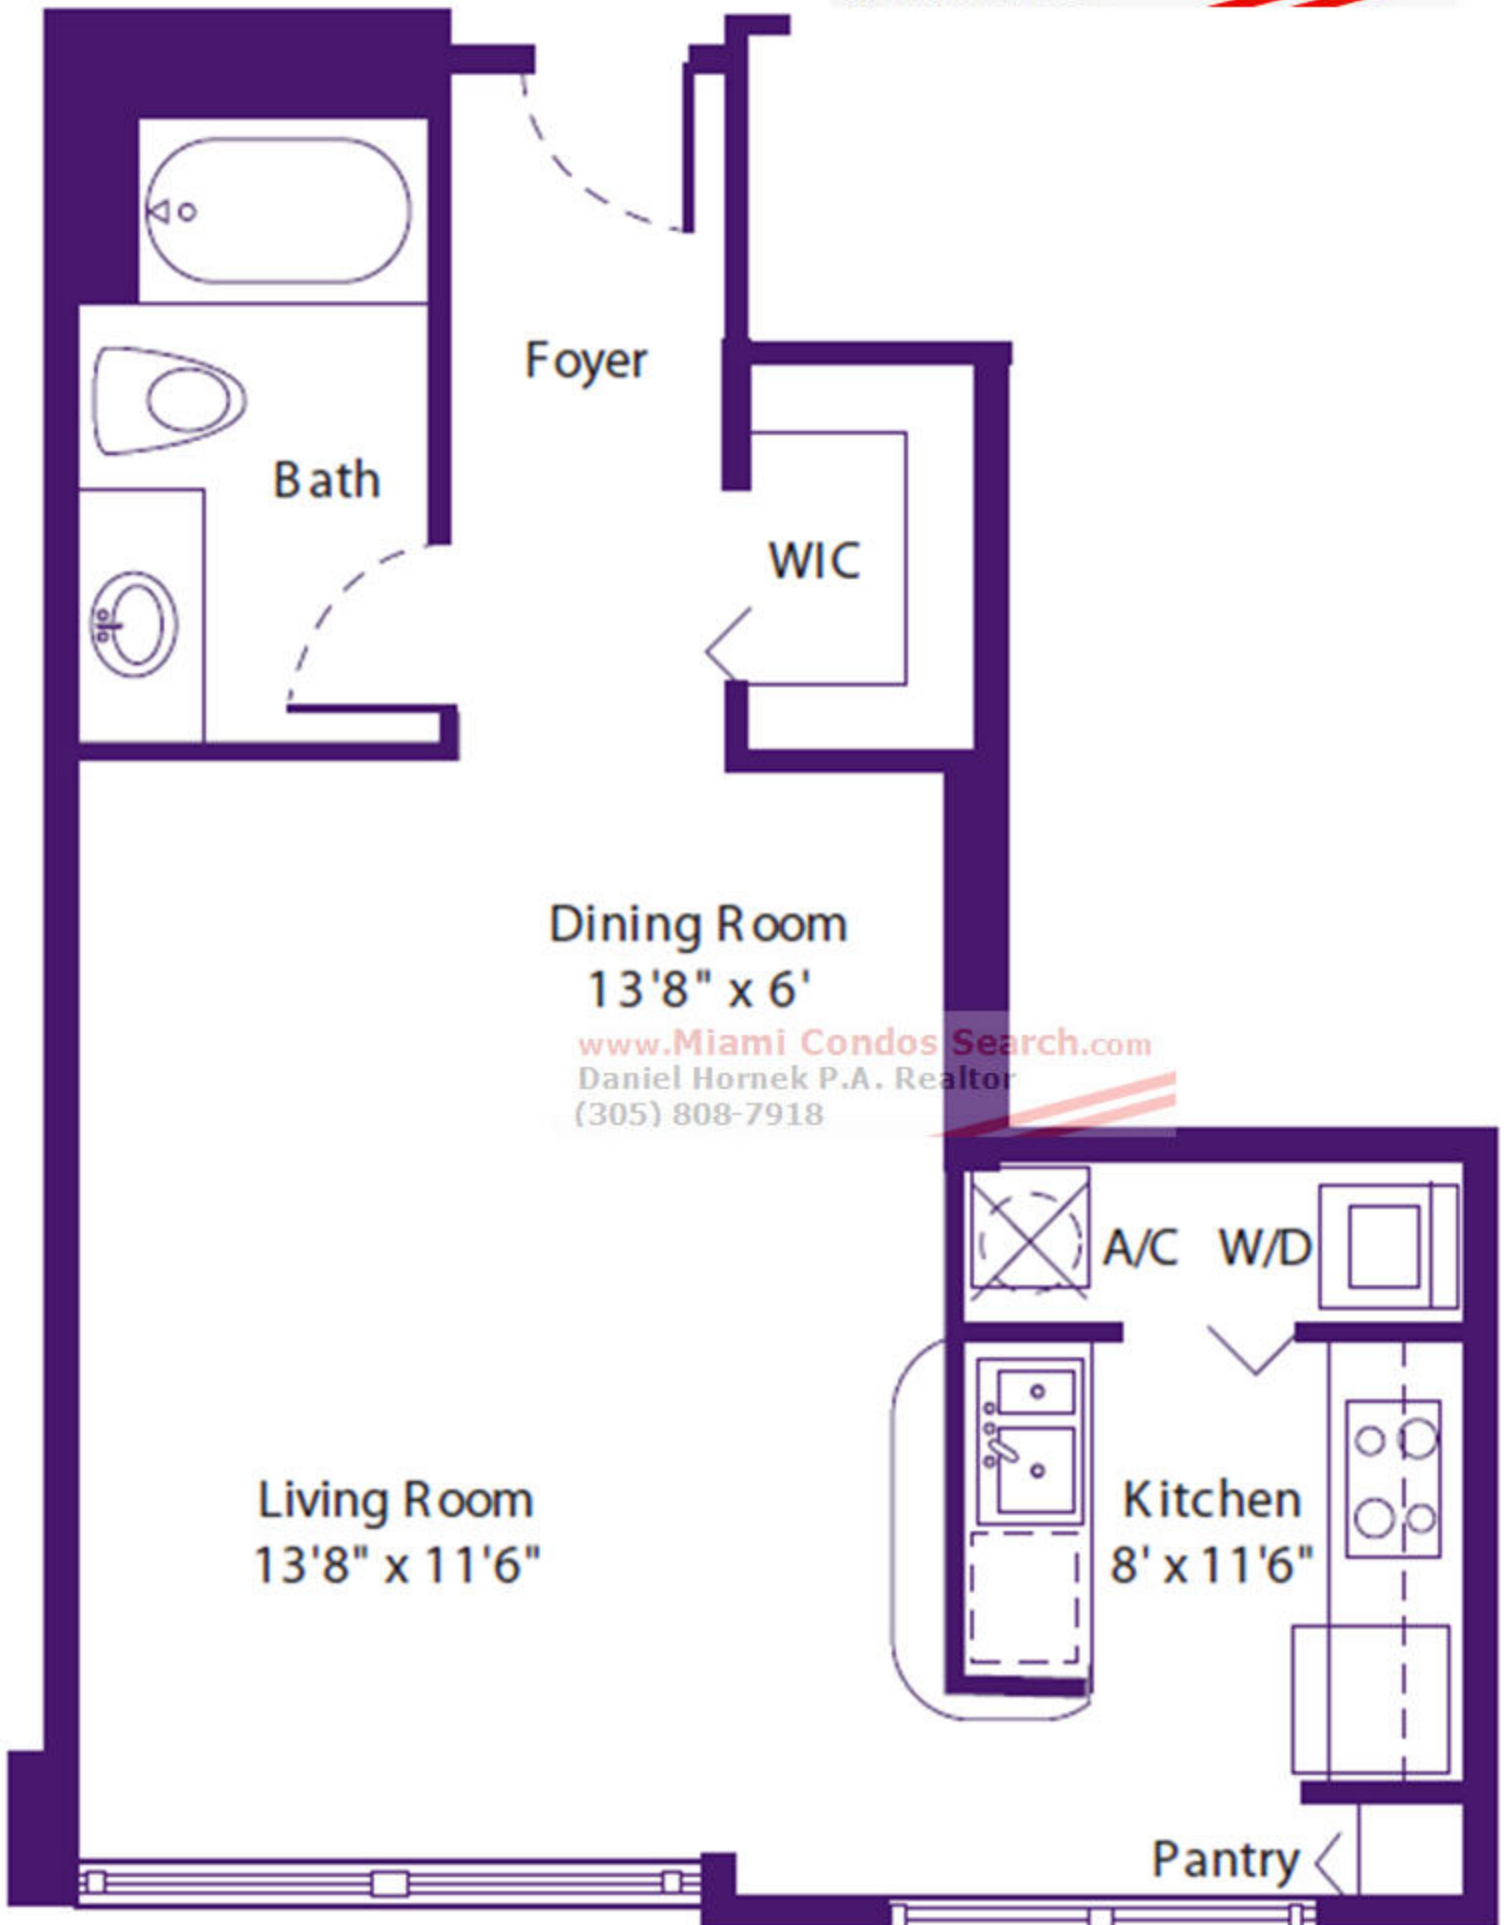 Foyer
Bath
WIC
Dining Room
13'8" x 6'
www.Miami Condos Search.com
Daniel Hornek P.A. Realtor
(305) 808-7918
A/C W/D
Living Room
13'8" x 11'6"
Kitchen
8' x 11'6"
Pantry